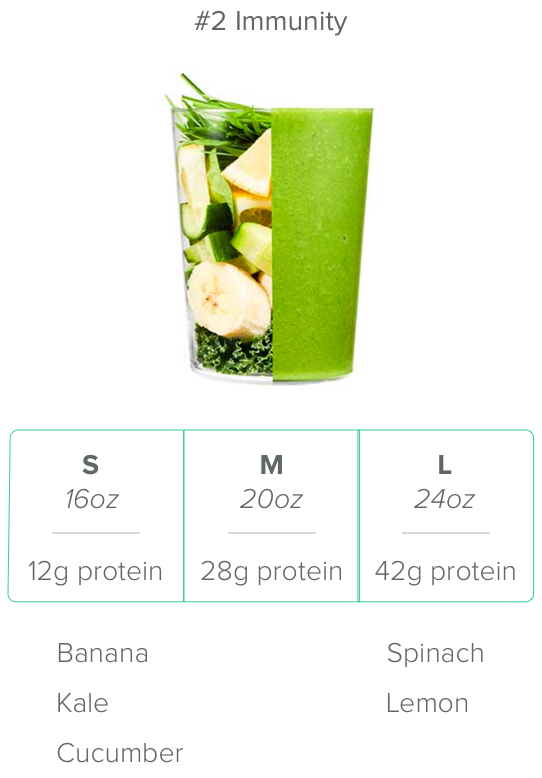 #2 Immunity
S M L
16oz 20oz 24oz
12g protein 28g protein 42g protein
Banana Spinach
Kale Lemon
Cucumber